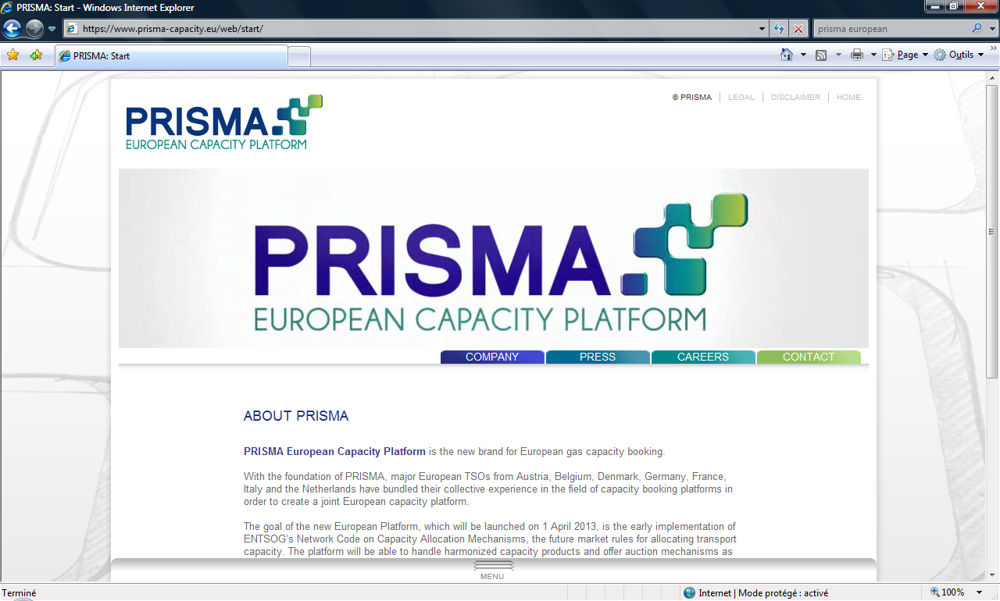 PRISMA: Start - Windows Internet Explorer
https://www.prisma-capacity.eu/web/start/
prisma european
PRISMA: Start
Page
Outils
PRISMA
EUROPEAN CAPACITY PLATFORM
© PRISMA
LEGAL
DISCLAIMER
HOME
PRISMA
EUROPEAN CAPACITY PLATFORM
COMPANY
PRESS
CAREERS
CONTACT
ABOUT PRISMA
PRISMA European Capacity Platform is the new brand for European gas capacity booking.
With the foundation of PRISMA, major European TSOs from Austria, Belgium, Denmark, Germany, France,
Italy and the Netherlands have bundled their collective experience in the field of capacity booking platforms in
order to create a joint European capacity platform.
The goal of the new European Platform, which will be launched on 1 April 2013, is the early implementation of
ENTSOG's Network Code on Capacity Allocation Mechanisms, the future market rules for allocating transport
capacity. The platform will be able to handle harmonized capacity products and offer auction mechanisms as
MENU
Terminé
Internet | Mode protégé : activé
100%